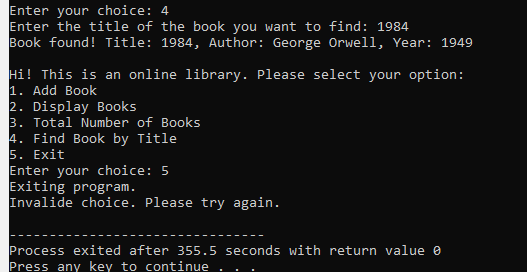 Enter your choice: 4
Enter the title of the book you want to find: 1984
Book found! Title: 1984, Author: George Orwell, Year: 1949
Hi! This is an online library. Please select your option:
1. Add Book
2. Display Books
3. Total Number of Books
4. Find Book by Title
5. Exit
Enter your choice: 5
Exiting program.
Invalide choice. Please try again.
--------------------------------
Process exited after 355.5 seconds with return value 0
Press any key to continue . . .